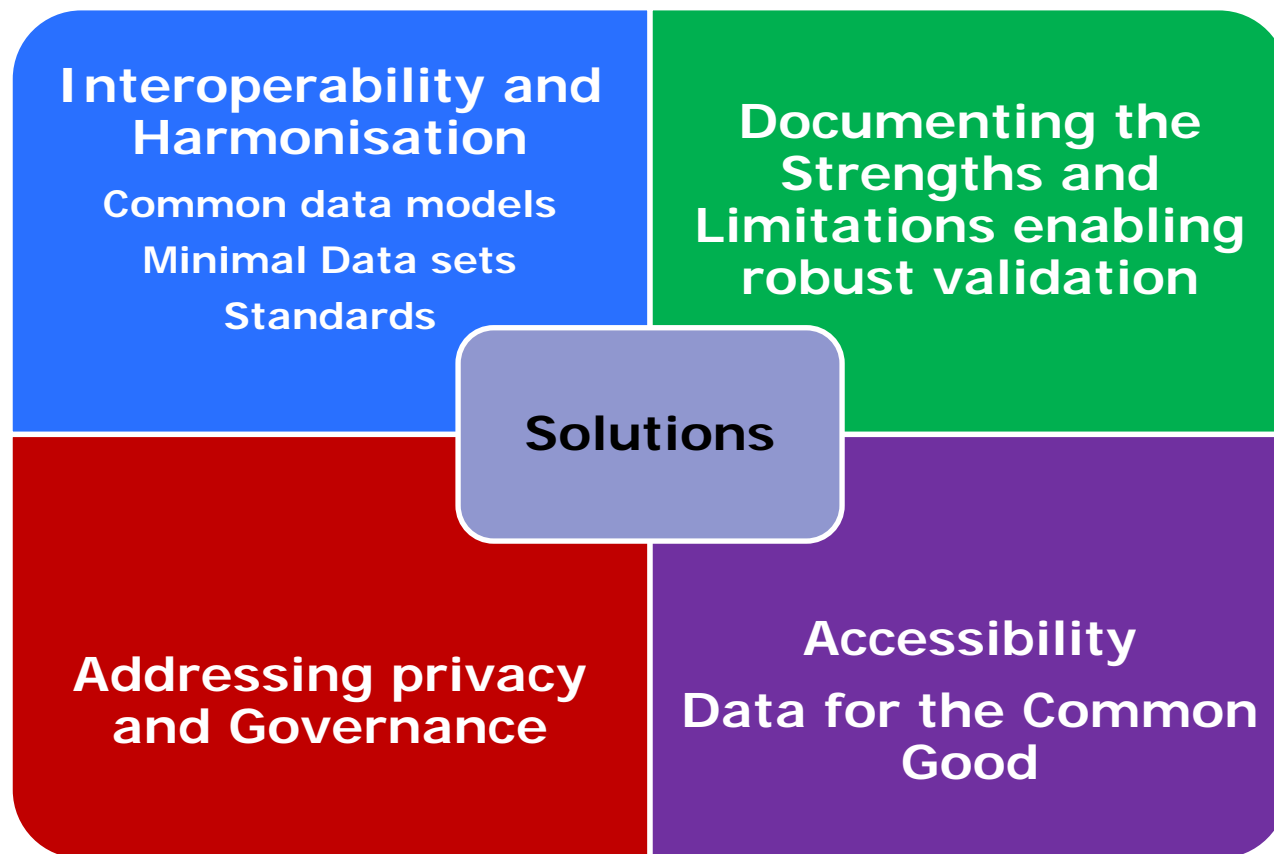 Interoperability and
Harmonisation
Common data models
Minimal Data sets
Standards
Documenting the
Strengths and
Limitations enabling
robust validation
Solutions
Addressing privacy
and Governance
Accessibility
Data for the Common
Good